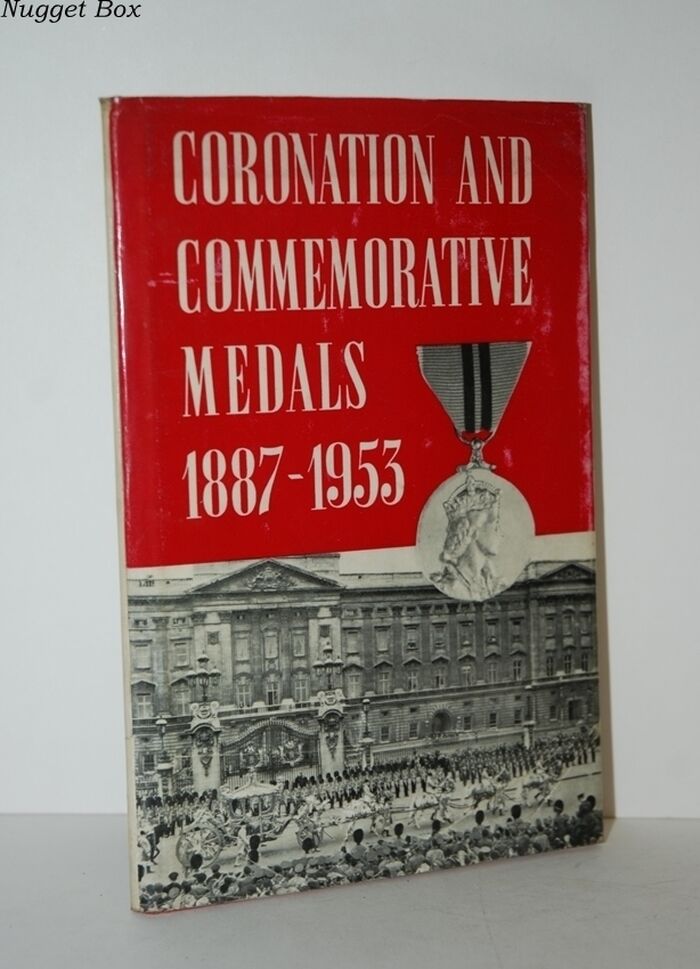 Nugget Box
CORONATION AND
COMMEMORATIVE
MEDALS
1887-1953